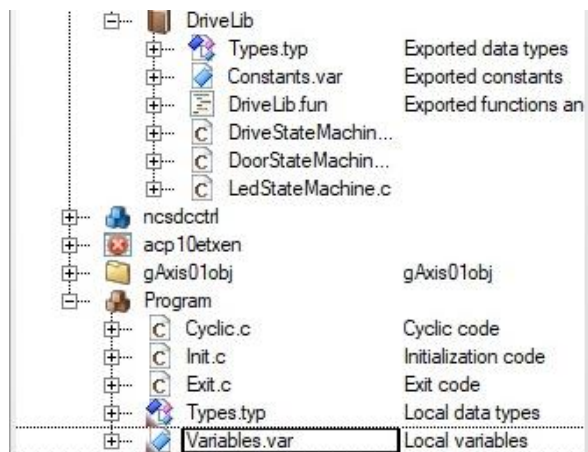 DriveLib
Types.typ Exported data types
Constants.var Exported constants
DriveLib.fun Exported functions an
DriveStateMachin...
DoorStateMachin...
LedStateMachine.c
ncsdcctrl
acp10etxen
gAxis01obj gAxis01obj
Program
Cyclic.c Cyclic code
Init.c Initialization code
Exit.c Exit code
Types.typ Local data types
Variables.var Local variables